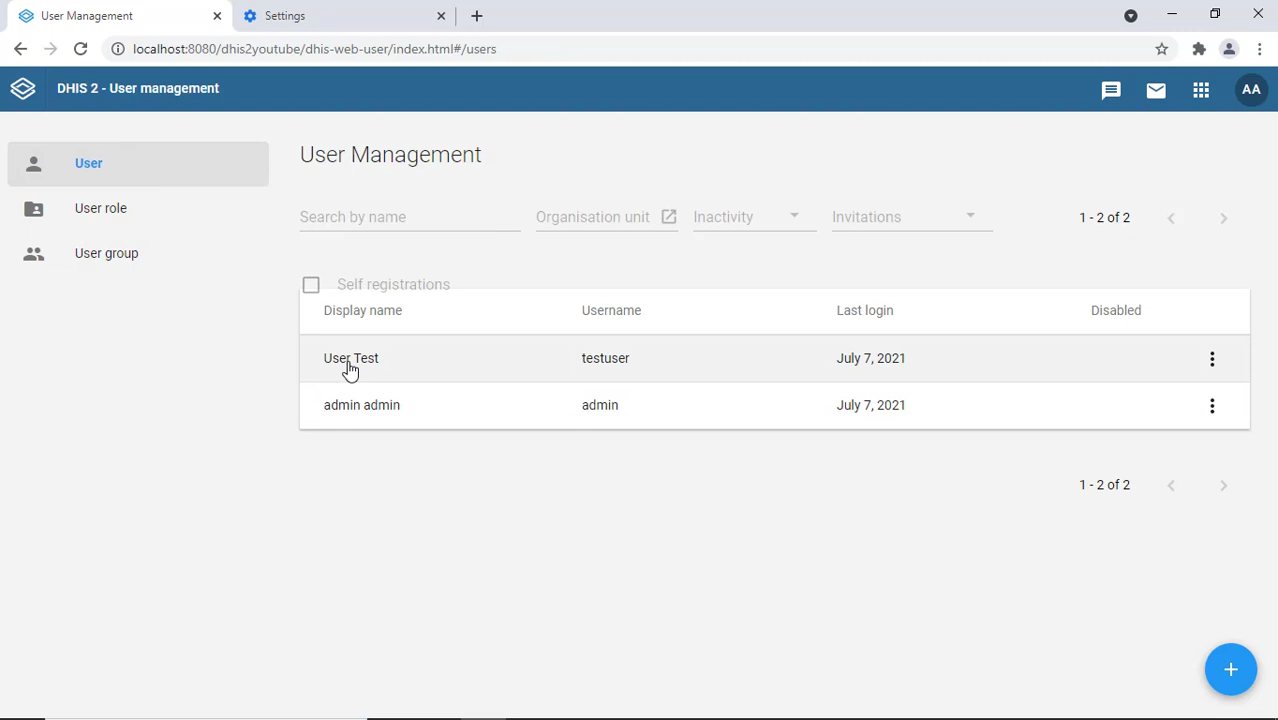 User Management
Settings
localhost:8080/dhis2youtube/dhis-web-user/index.html#/users
DHIS 2 - User management
AA
User
User role
User group
User Management
Search by name
Organisation unit
Inactivity
Invitations
1 - 2 of 2
Self registrations
Display name Username Last login Disabled
User Test testuser July 7, 2021
admin admin admin July 7, 2021
1 - 2 of 2